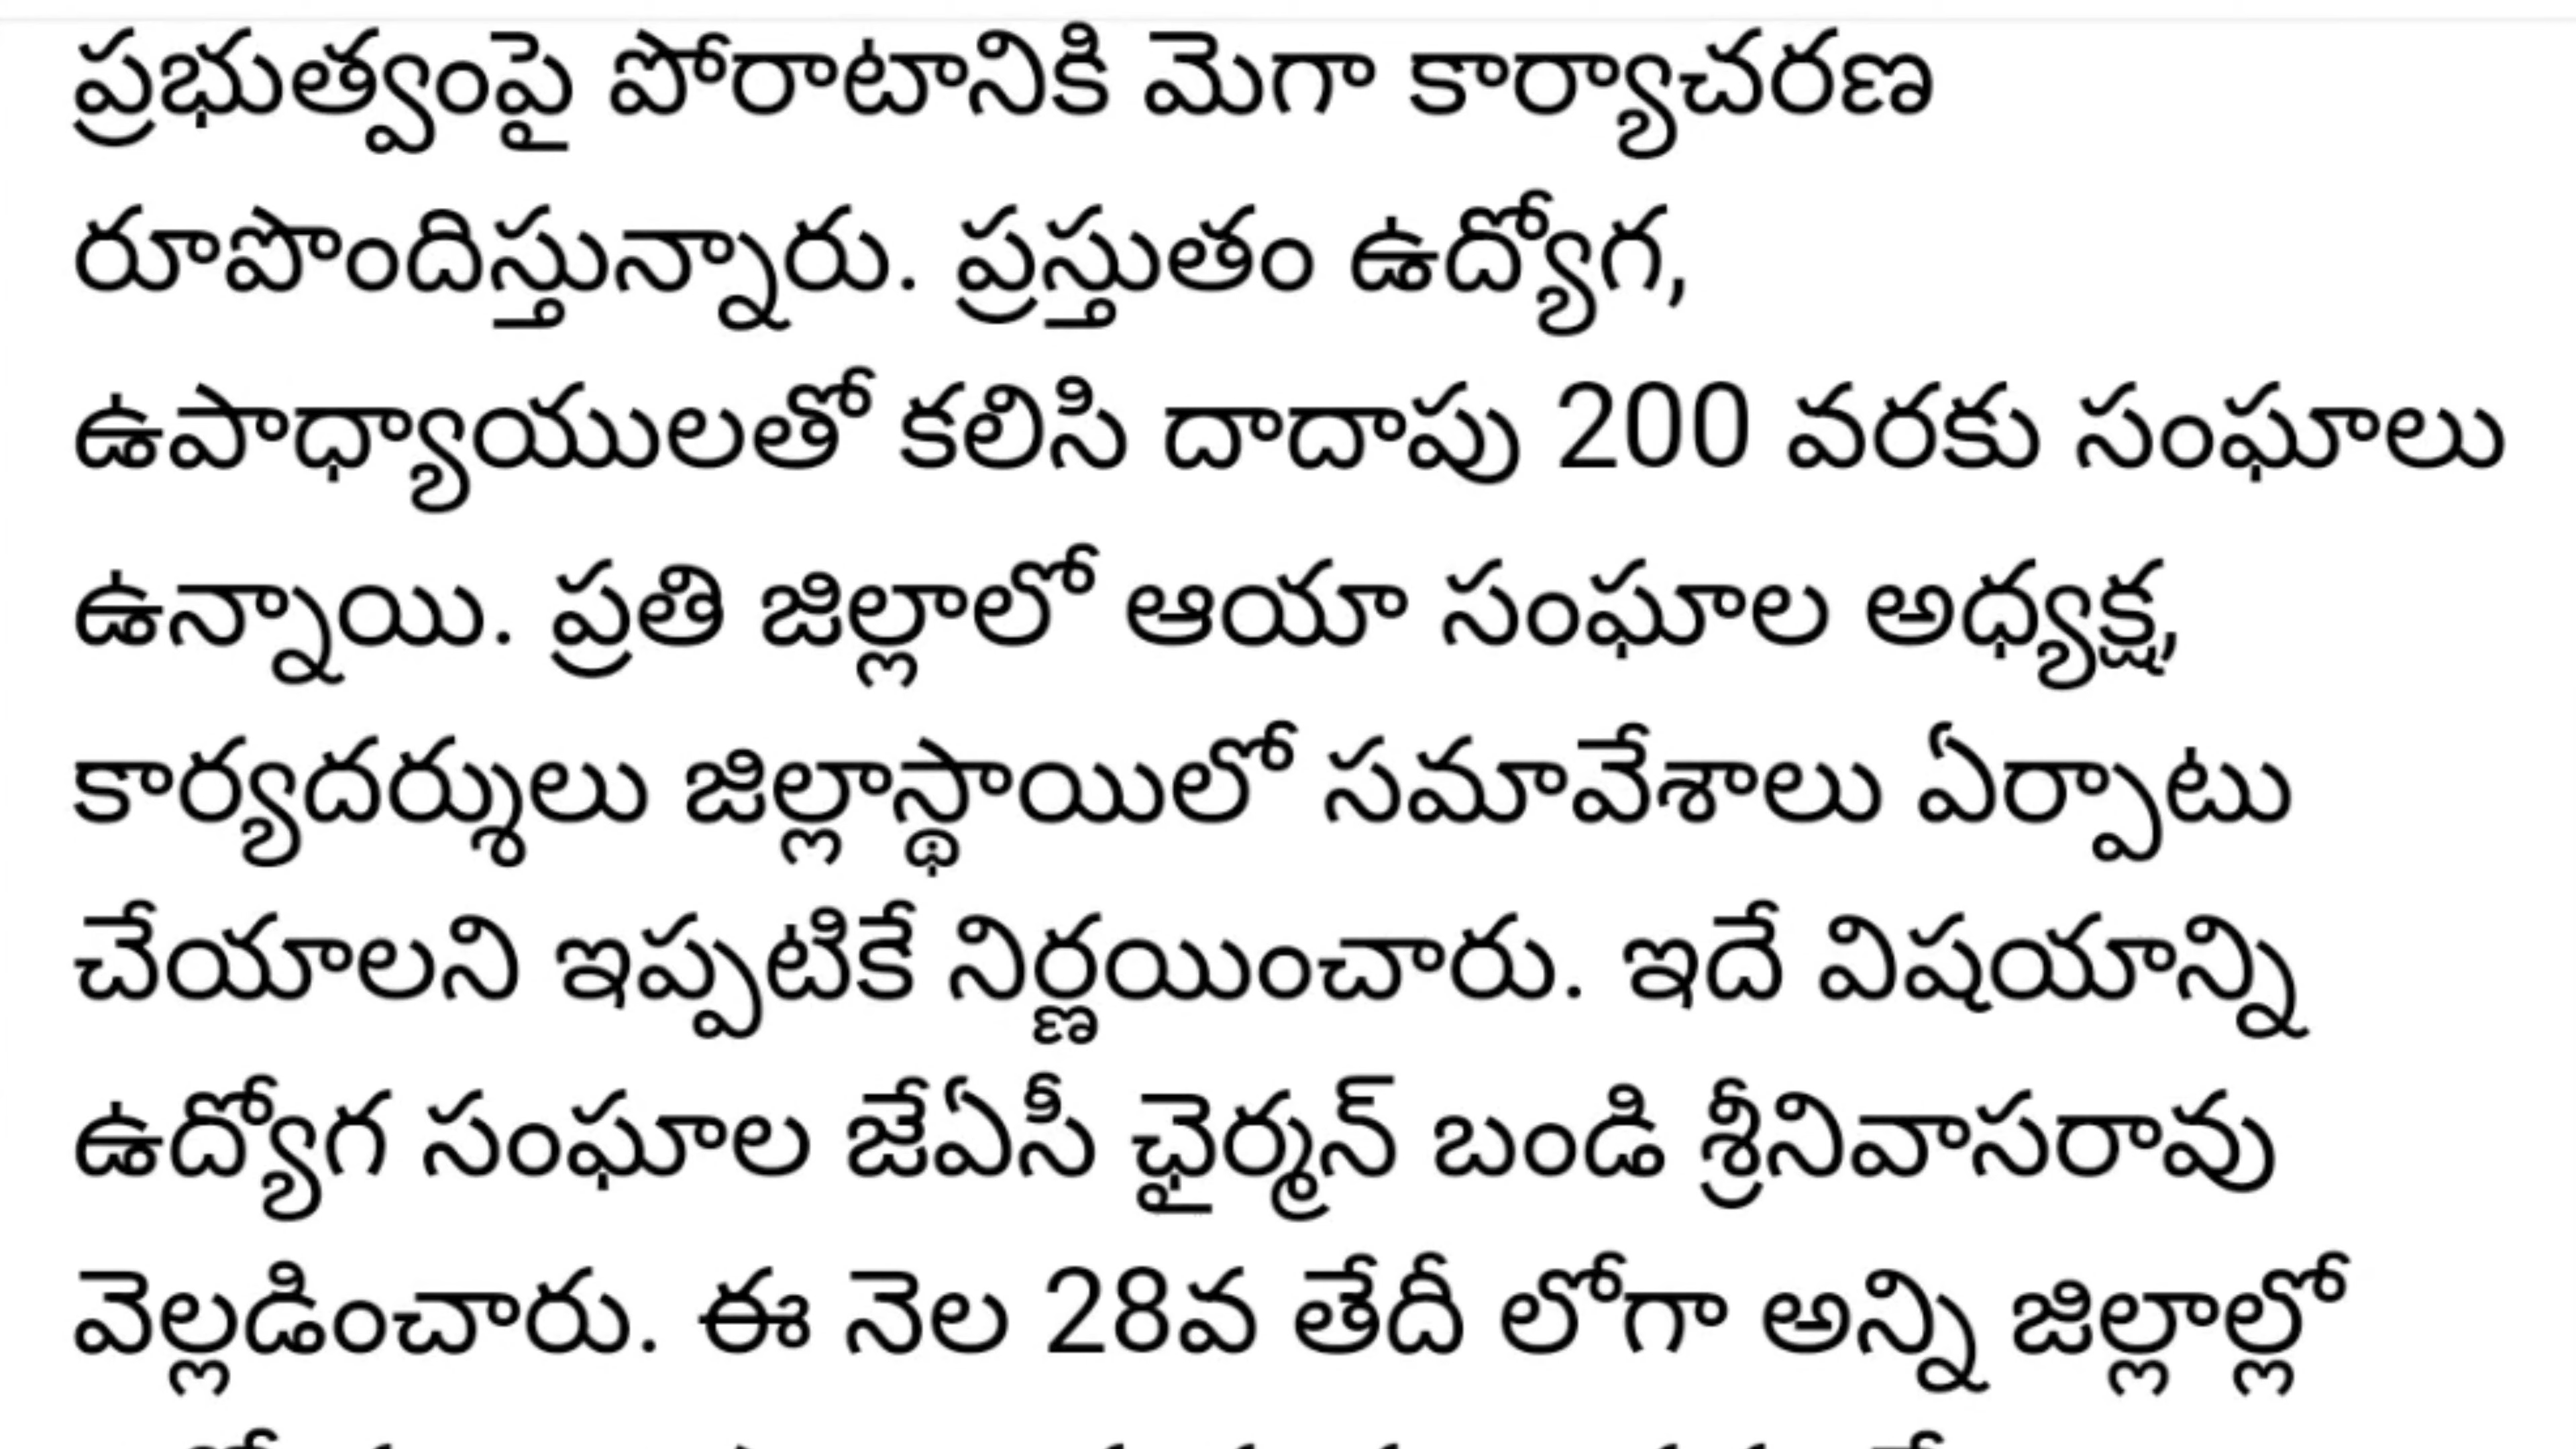 ప్రభుత్వంపై పోరాటానికి మెగా కార్యాచరణ
రూపొందిస్తున్నారు. ప్రస్తుతం ఉద్యోగ,
ఉపాధ్యాయులతో కలిసి దాదాపు 200 వరకు సంఘాలు
ఉన్నాయి. ప్రతి జిల్లాలో ఆయా సంఘాల అధ్యక్ష,
కార్యదర్శులు జిల్లాస్థాయిలో సమావేశాలు ఏర్పాటు
చేయాలని ఇప్పటికే నిర్ణయించారు. ఇదే విషయాన్ని
ఉద్యోగ సంఘాల జేఏసీ ఛైర్మన్ బండి శ్రీనివాసరావు
వెల్లడించారు. ఈ నెల 28వ తేదీ లోగా అన్ని జిల్లాల్లో